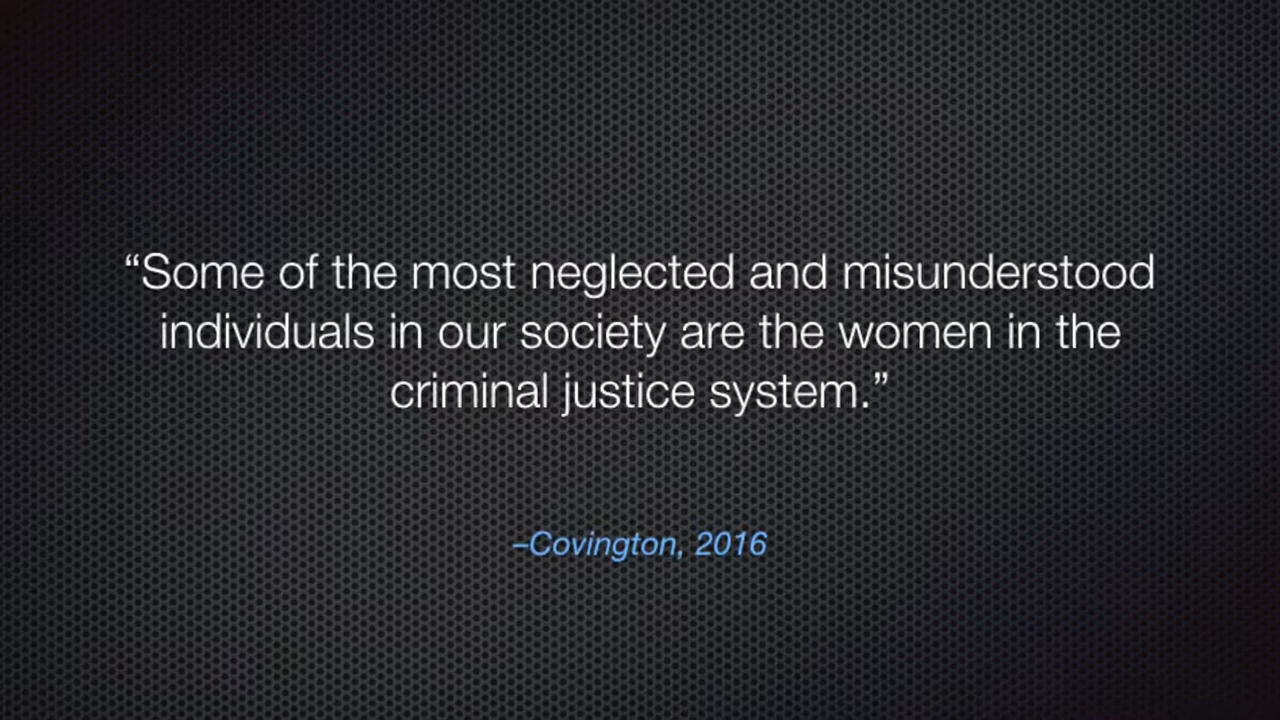 “Some of the most neglected and misunderstood
individuals in our society are the women in the
criminal justice system.”
–Covington, 2016